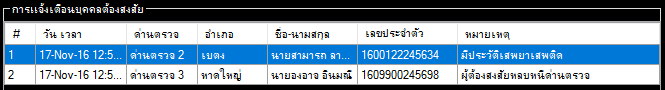 การแจ้งเตือนบุคคลต้องสงสัย
# วัน เวลา ด่านตรวจ อำเภอ ชื่อ-นามสกุล เลขประจำตัว หมายเหตุ
1 17-Nov-16 12:5... ด่านตรวจ 2 เบตง นายสามารถ ลา... 1600122245634 มีประวัติเสพยาเสพติด
2 17-Nov-16 12:5... ด่านตรวจ 3 หาดใหญ่ นายองอาจ อินมณี 1609900245698 ผู้ต้องสงสัยหลบหนีด่านตรวจ